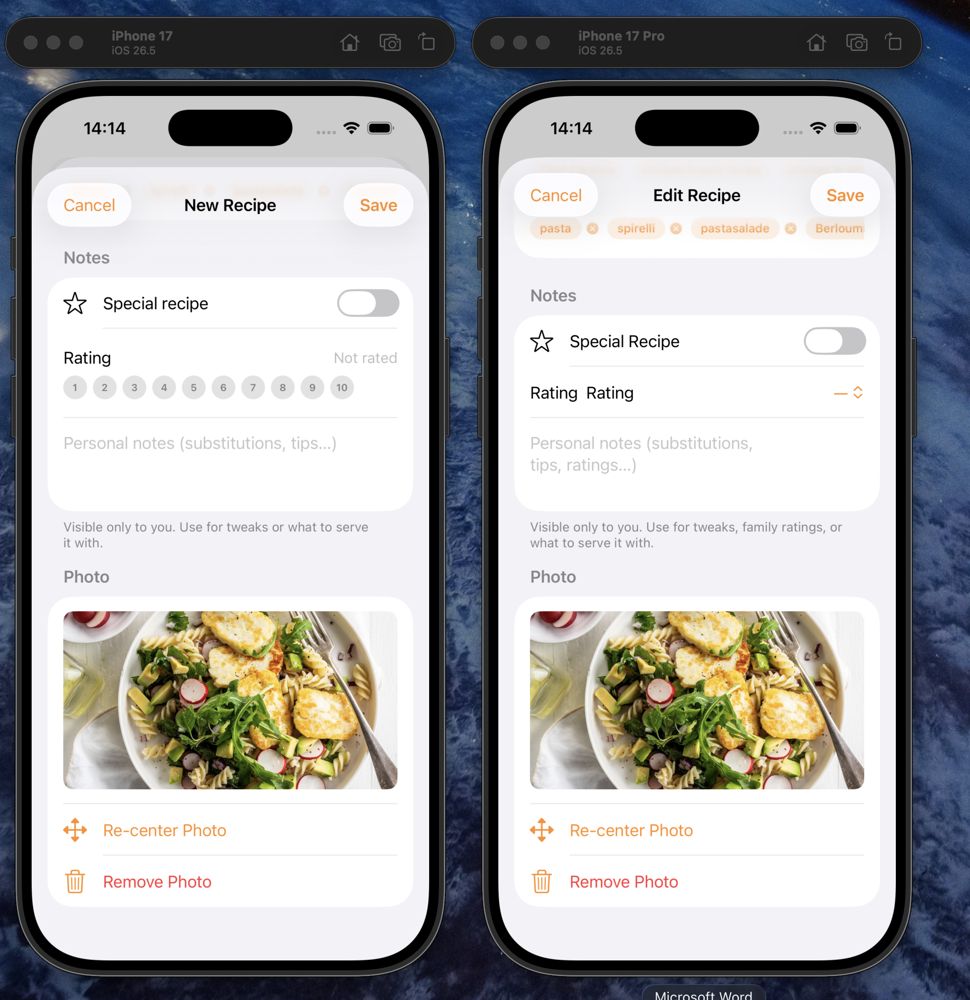 iPhone 17
iOS 26.5
14:14
Cancel
New Recipe
Save
Notes
Special recipe
Rating
Not rated
1 2 3 4 5 6 7 8 9 10
Personal notes (substitutions, tips...)
Visible only to you. Use for tweaks or what to serve
it with.
Photo
Re-center Photo
Remove Photo
iPhone 17 Pro
iOS 26.5
14:14
Cancel
Edit Recipe
Save
pasta spirelli pastasalade Berloumi
Notes
Special Recipe
Rating Rating
—
Personal notes (substitutions,
tips, ratings...)
Visible only to you. Use for tweaks, family ratings, or
what to serve it with.
Photo
Re-center Photo
Remove Photo
Microsoft Word